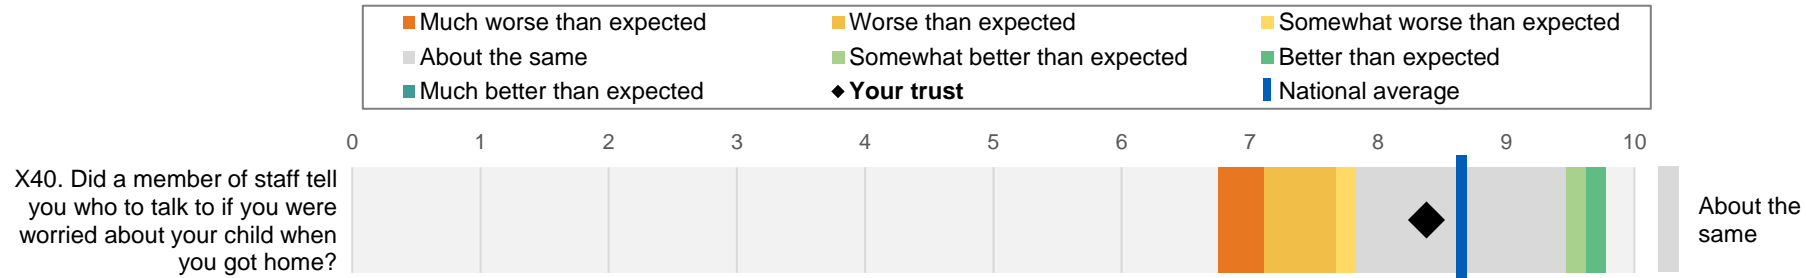 Much worse than expected
Worse than expected
Somewhat worse than expected
About the same
Somewhat better than expected
Better than expected
Much better than expected
Your trust
National average
0 1 2 3 4 5 6 7 8 9 10
X40. Did a member of staff tell
you who to talk to if you were
worried about your child when
you got home?
About the
same